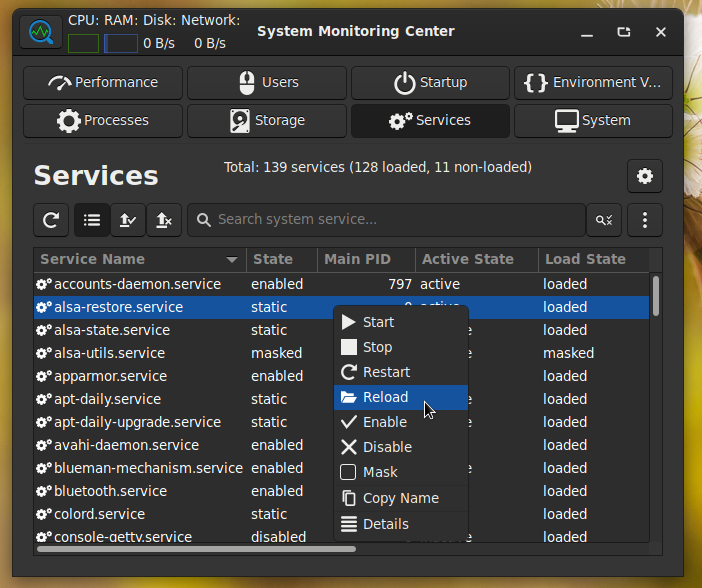 CPU: RAM: Disk: Network:
0 B/s 0 B/s
System Monitoring Center
Performance Users Startup Environment V...
Processes Storage Services System
Services
Total: 139 services (128 loaded, 11 non-loaded)
Search system service...
Service Name State Main PID Active State Load State
accounts-daemon.service enabled 797 active loaded
alsa-restore.service static 0 active loaded
alsa-state.service static loaded
alsa-utils.service masked masked
apparmor.service enabled loaded
apt-daily.service static loaded
apt-daily-upgrade.service static loaded
avahi-daemon.service enabled loaded
blueman-mechanism.service enabled loaded
bluetooth.service enabled loaded
colord.service static loaded
console-getty.service disabled loaded
Start
Stop
Restart
Reload
Enable
Disable
Mask
Copy Name
Details